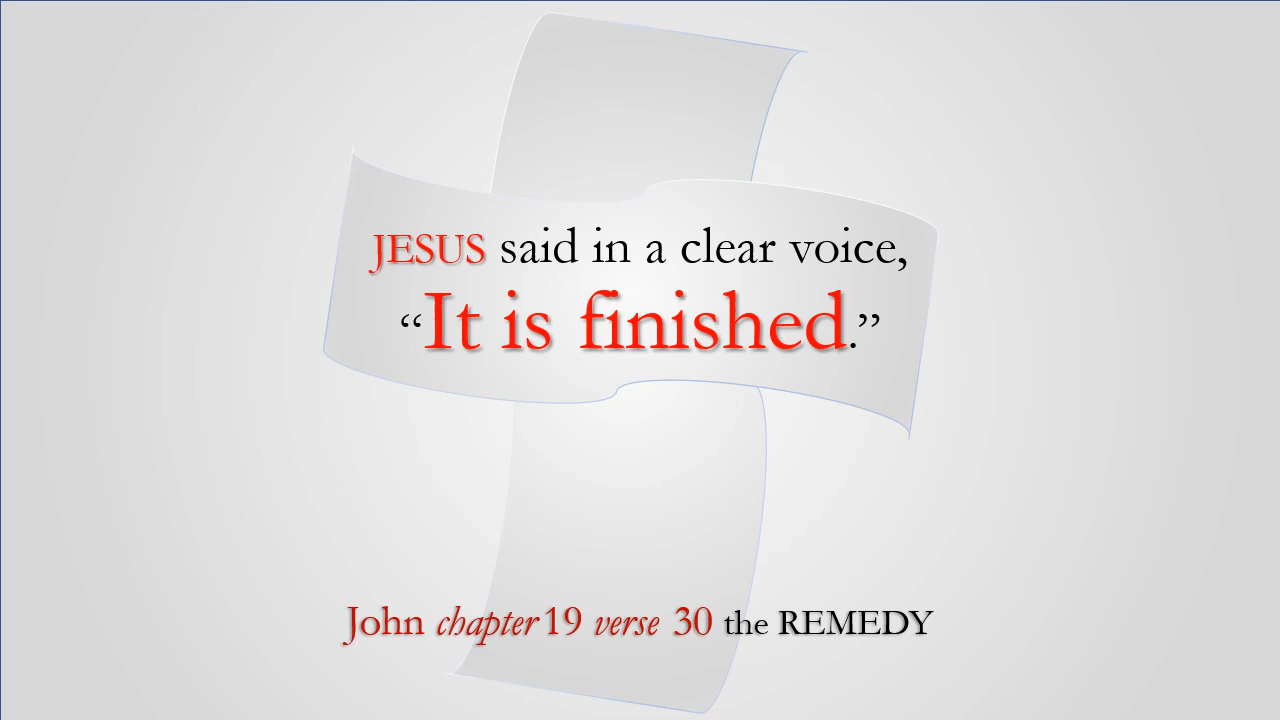 JESUS said in a clear voice,
“It is finished.”
John chapter 19 verse 30 the REMEDY